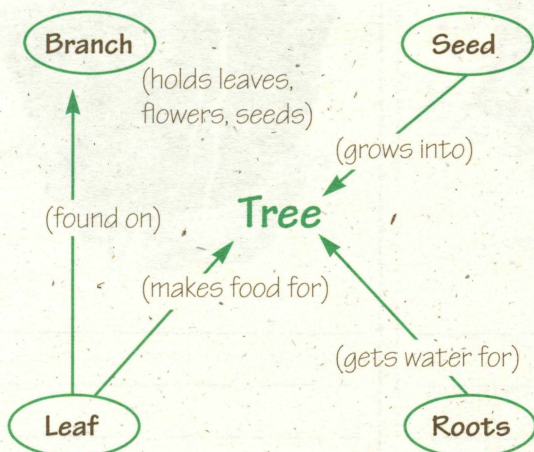 Branch
Seed
(holds leaves,
flowers, seeds)
(grows into)
Tree
(found on)
(makes food for)
(gets water for)
Leaf
Roots